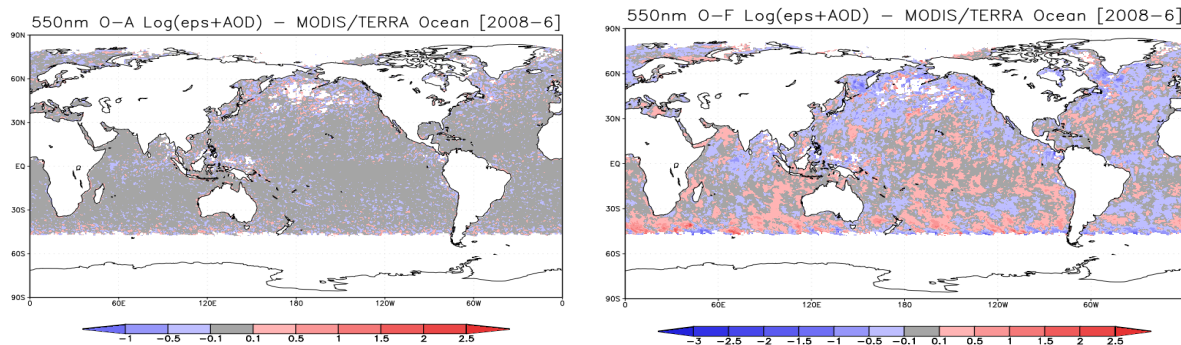 550nm O-A Log(eps+AOD) - MODIS/TERRA Ocean [2008-6]
90N
60N
30N
EQ
30S
60S
90S
0 60E 120E 180 120W 60W 0
-1 -0.5 -0.1 0.1 0.5 1 1.5 2 2.5
550nm O-F Log(eps+AOD) - MODIS/TERRA Ocean [2008-6]
90N
60N
30N
EQ
30S
60S
90S
0 60E 120E 180 120W 60W
-3 -2.5 -2 -1.5 -1 -0.5 -0.1 0.1 0.5 1 1.5 2 2.5